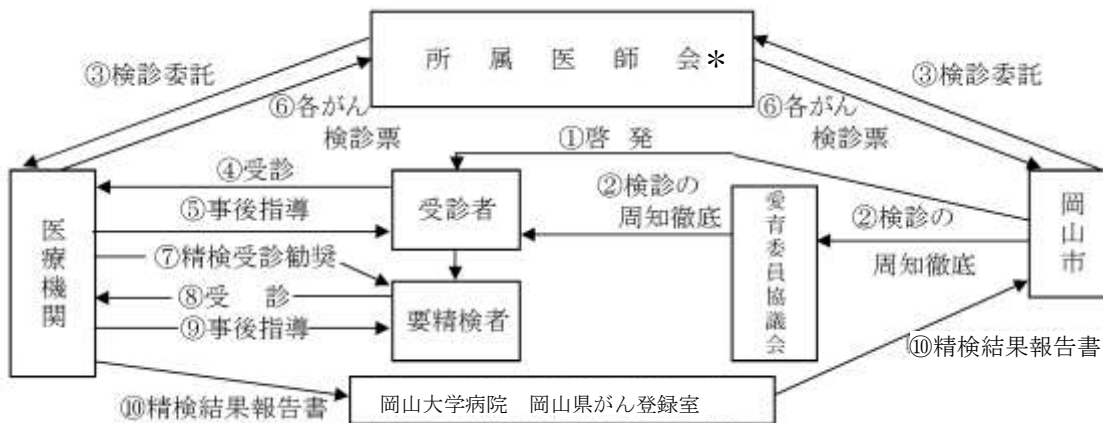 所属医師会*
③検診委託
③検診委託
⑥各がん
検診票
⑥各がん
検診票
①啓発
④受診
受診者
②検診の
周知徹底
愛育委員協議会
②検診の
周知徹底
岡山市
医療機関
⑤事後指導
⑦精検受診勧奨
⑧受診
要精検者
⑨事後指導
⑩精検結果報告書
⑩精検結果報告書
岡山大学病院 岡山県がん登録室